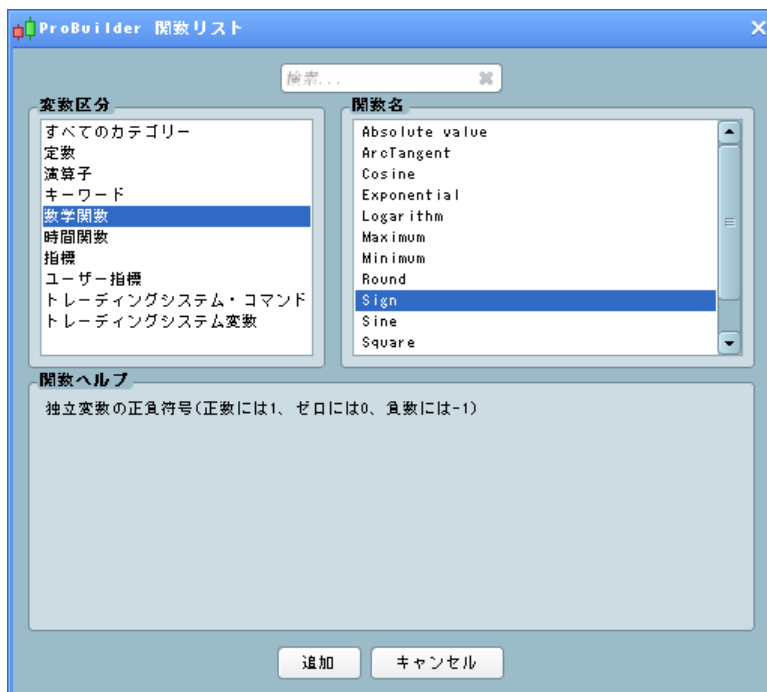 ProBuilder 関数リスト
検索...
変数区分
すべてのカテゴリー
定数
演算子
キーワード
数学関数
時間関数
指標
ユーザー指標
トレーディングシステム・コマンド
トレーディングシステム変数
関数名
Absolute value
ArcTangent
Cosine
Exponential
Logarithm
Maximum
Minimum
Round
Sign
Sine
Square
関数ヘルプ
独立変数の正負符号(正数には1、ゼロには0、負数には-1)
追加
キャンセル